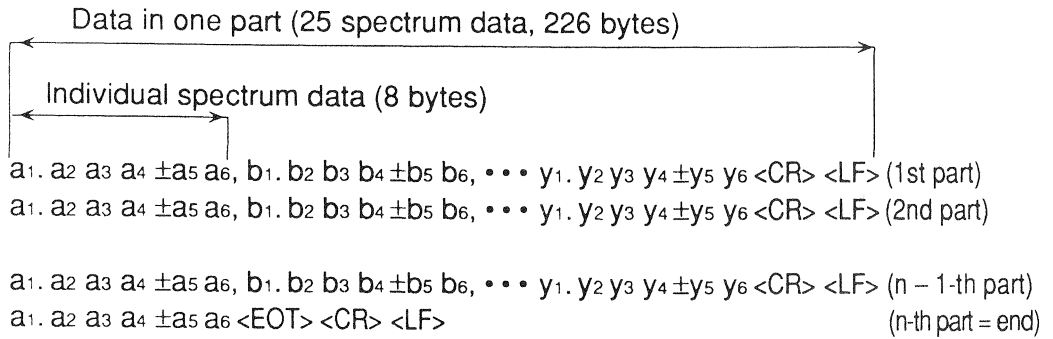 Data in one part (25 spectrum data, 226 bytes)
Individual spectrum data (8 bytes)
a1. a2 a3 a4 ±a5 a6, b1. b2 b3 b4 ±b5 b6, ••• y1. y2 y3 y4 ±y5 y6 <CR> <LF> (1st part)
a1. a2 a3 a4 ±a5 a6, b1. b2 b3 b4 ±b5 b6, ••• y1. y2 y3 y4 ±y5 y6 <CR> <LF> (2nd part)
a1. a2 a3 a4 ±a5 a6, b1. b2 b3 b4 ±b5 b6, ••• y1. y2 y3 y4 ±y5 y6 <CR> <LF> (n – 1-th part)
a1. a2 a3 a4 ±a5 a6 <EOT> <CR> <LF> (n-th part = end)